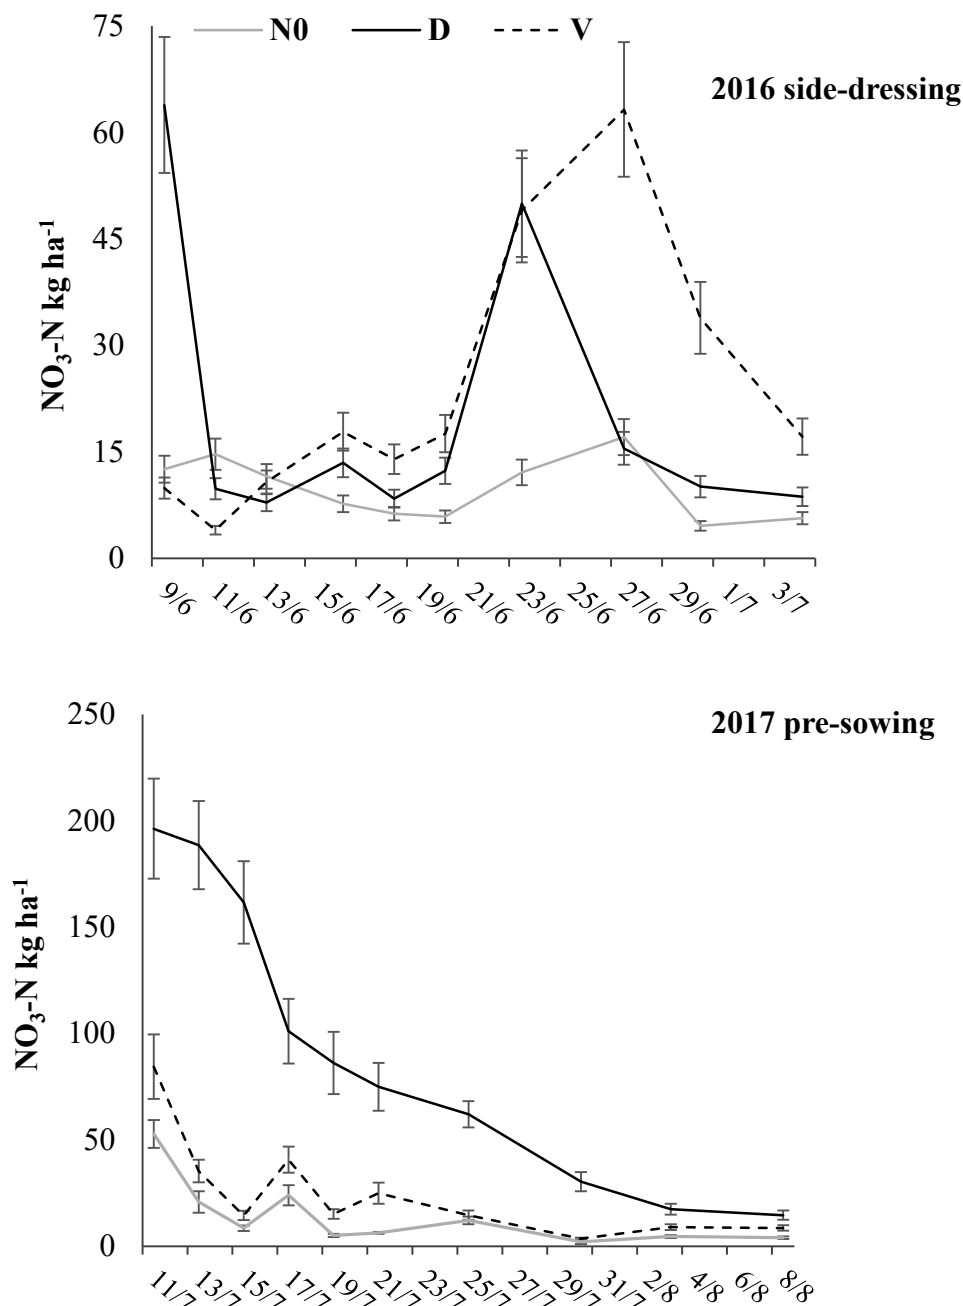 N0 D V
2016 side-dressing
NO₃-N kg ha⁻¹
75
60
45
30
15
0
9/6 11/6 13/6 15/6 17/6 19/6 21/6 23/6 25/6 27/6 29/6 1/7 3/7
2017 pre-sowing
NO₃-N kg ha⁻¹
250
200
150
100
50
0
11/7 13/7 15/7 17/7 19/7 21/7 23/7 25/7 27/7 29/7 31/7 2/8 4/8 6/8 8/8